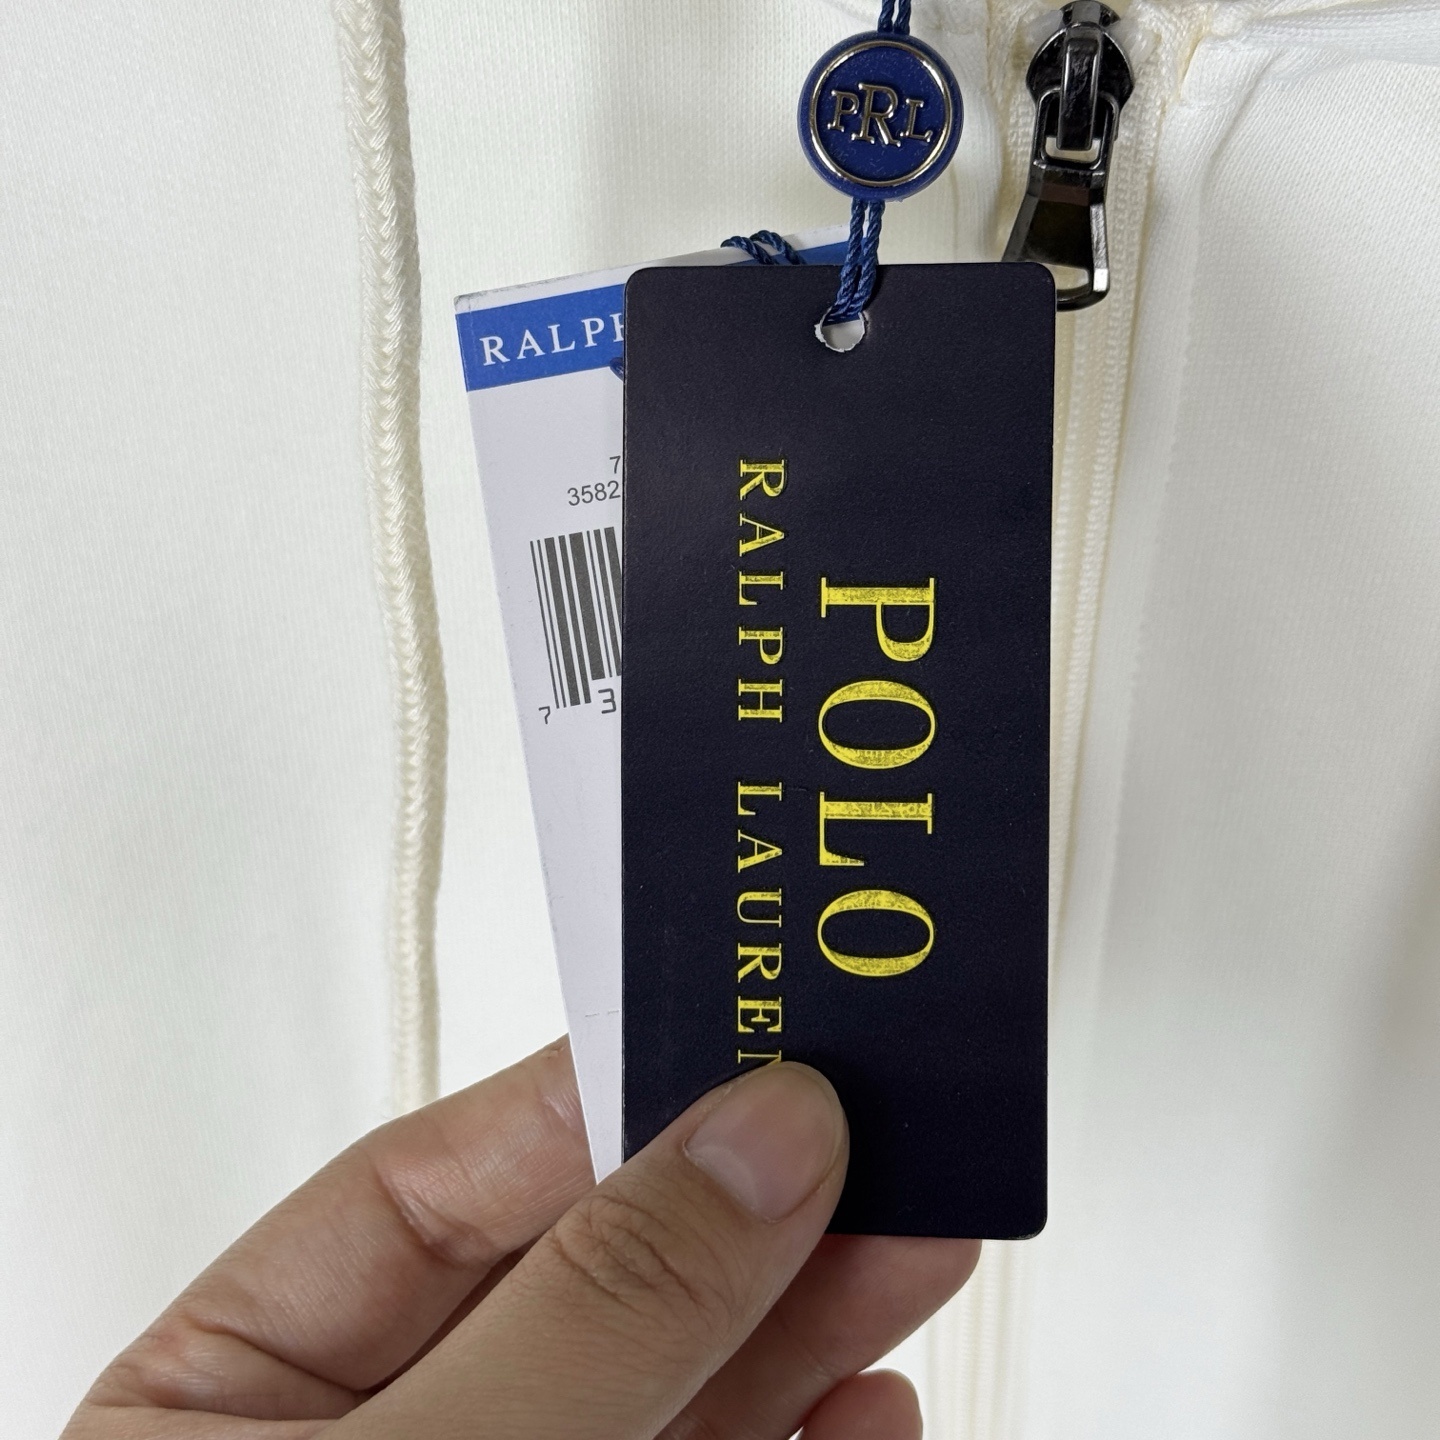 PRL
RALPH
7
3582
7 3
POLO
RALPH LAUREN